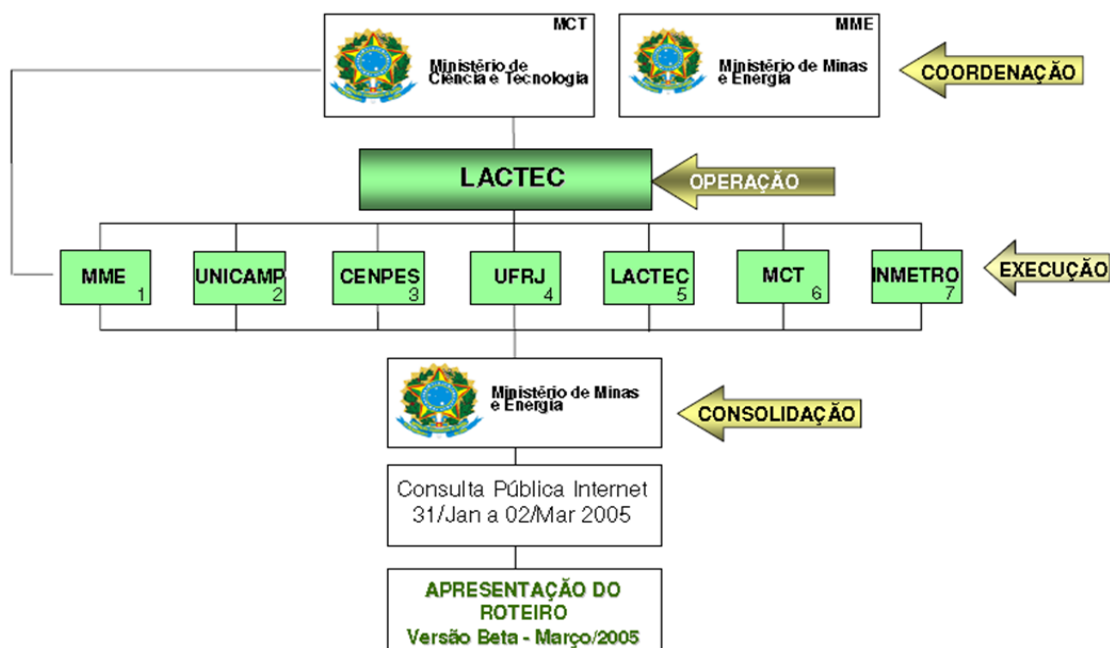 MCT
Ministério de
Ciência e Tecnologia
MME
Ministério de Minas
e Energia
COORDENAÇÃO
LACTEC
OPERAÇÃO
MME
1
UNICAMP
2
CENPES
3
UFRJ
4
LACTEC
5
MCT
6
INMETRO
7
EXECUÇÃO
Ministério de Minas
e Energia
CONSOLIDAÇÃO
Consulta Pública Internet
31/Jan a 02/Mar 2005
APRESENTAÇÃO DO
ROTEIRO
Versão Beta - Março/2005